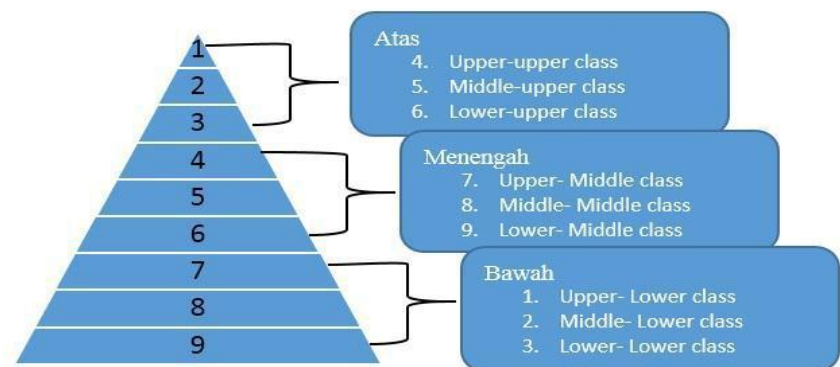 1
2
3
4
5
6
7
8
9
Atas
4. Upper-upper class
5. Middle-upper class
6. Lower-upper class
Menengah
7. Upper- Middle class
8. Middle- Middle class
9. Lower- Middle class
Bawah
1. Upper- Lower class
2. Middle- Lower class
3. Lower- Lower class